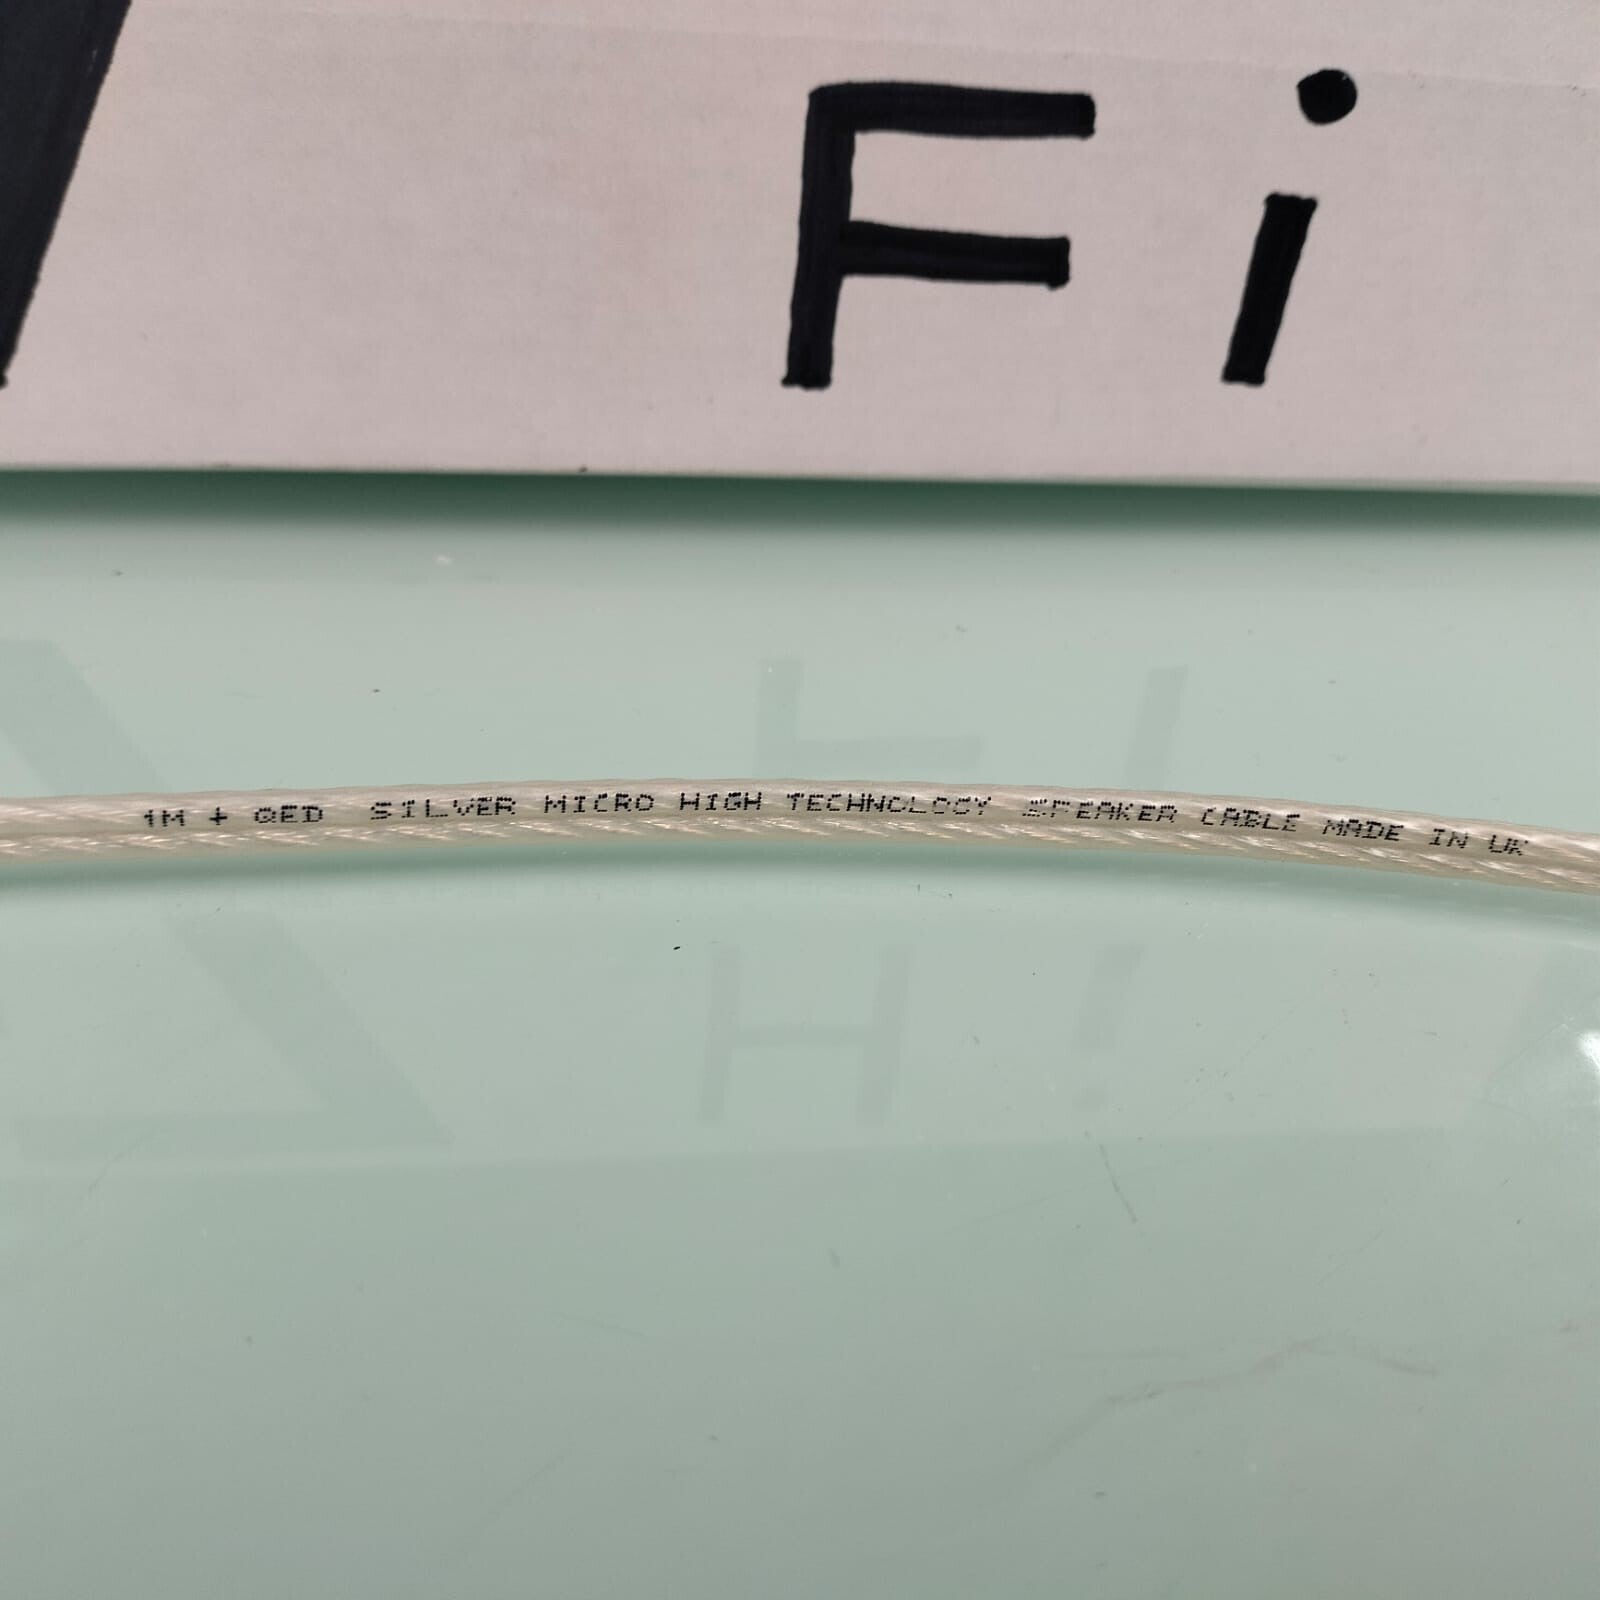 Fi
1M + QED SILVER MICRO HIGH TECHNOLOGY SPEAKER CABLE MADE IN UK